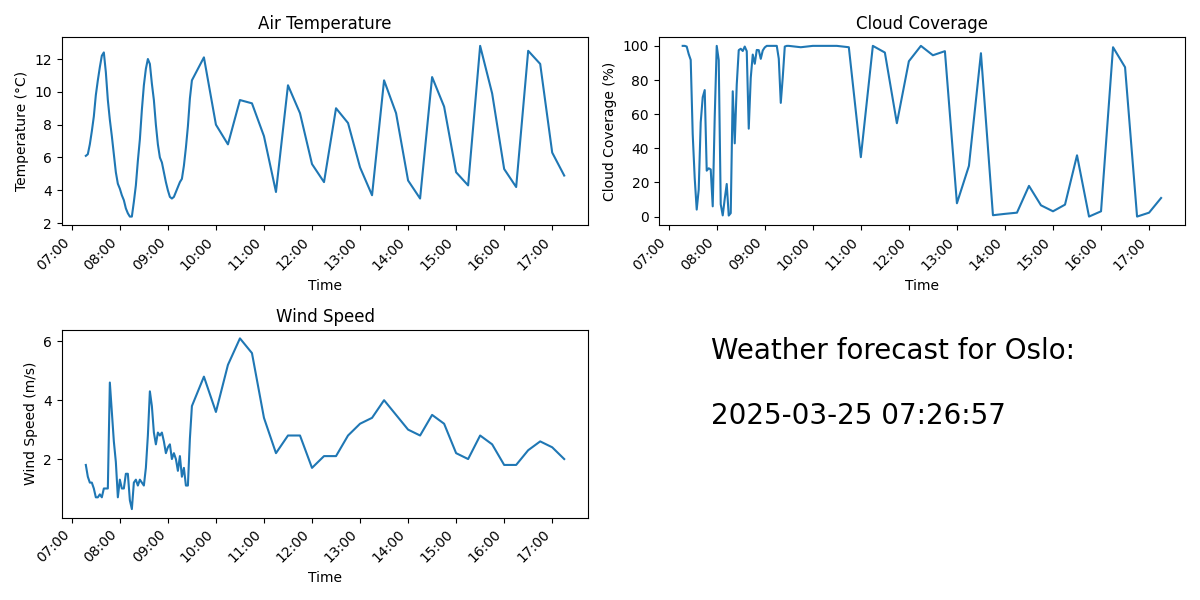 Air Temperature
Temperature (°C)
12
10
8
6
4
2
07:00 08:00 09:00 10:00 11:00 12:00 13:00 14:00 15:00 16:00 17:00
Time
Cloud Coverage
Cloud Coverage (%)
100
80
60
40
20
0
07:00 08:00 09:00 10:00 11:00 12:00 13:00 14:00 15:00 16:00 17:00
Time
Wind Speed
Wind Speed (m/s)
6
4
2
07:00 08:00 09:00 10:00 11:00 12:00 13:00 14:00 15:00 16:00 17:00
Time
Weather forecast for Oslo:
2025-03-25 07:26:57